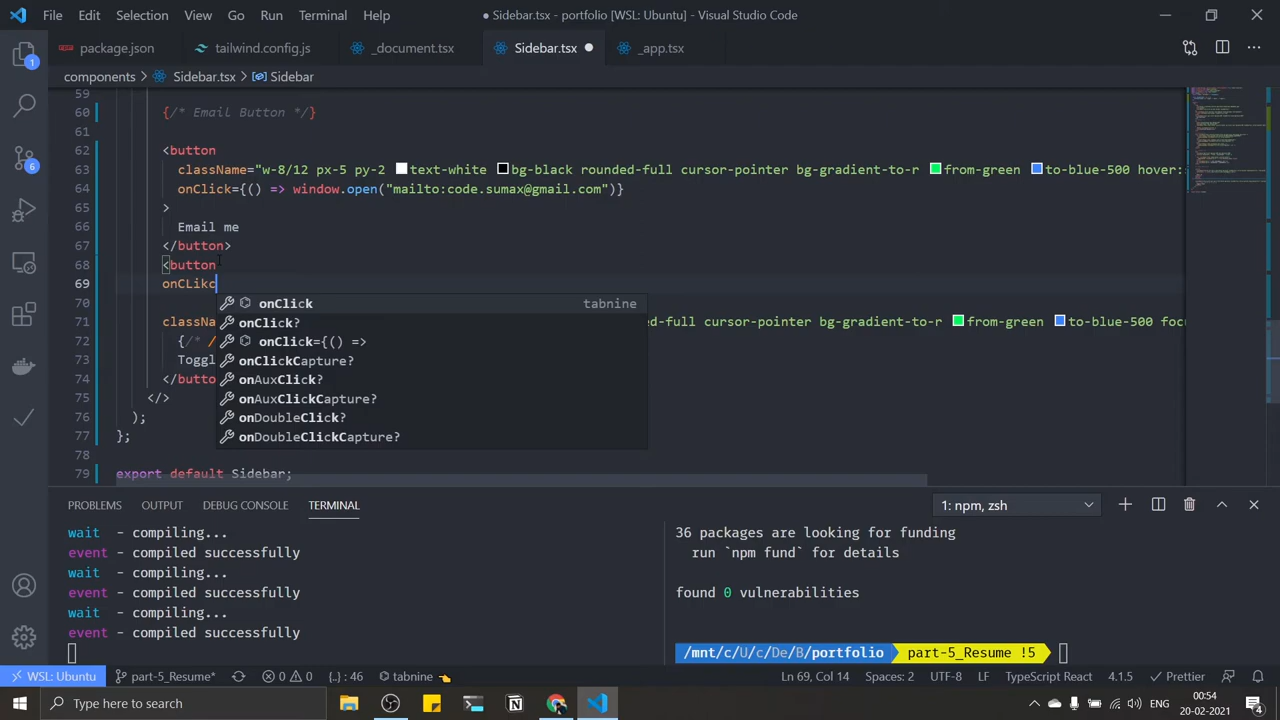 File Edit Selection View Go Run Terminal Help
● Sidebar.tsx - portfolio [WSL: Ubuntu] - Visual Studio Code
package.json
tailwind.config.js
_document.tsx
Sidebar.tsx
_app.tsx
components > Sidebar.tsx > Sidebar
1
6
59
60 {/* Email Button */}
61
62 <button
63 className="w-8/12 px-5 py-2 text-white bg-black rounded-full cursor-pointer bg-gradient-to-r from-green to-blue-500 hover:s
64 onClick={() => window.open("mailto:code.sumax@gmail.com")}
65 >
66 Email me
67 </button>
68 <button
69 onCLikc
70
71 classNa
ed-full cursor-pointer bg-gradient-to-r from-green to-blue-500 focu
72 {/* /
73 Toggl
74 </butto
75 </>
76 );
77 };
78
79 export default Sidebar;
onClick tabnine
onClick?
onClick={() =>
onClickCapture?
onAuxClick?
onAuxClickCapture?
onDoubleClick?
onDoubleClickCapture?
PROBLEMS OUTPUT DEBUG CONSOLE TERMINAL
1: npm, zsh
wait - compiling...
event - compiled successfully
wait - compiling...
event - compiled successfully
wait - compiling...
event - compiled successfully
36 packages are looking for funding
run `npm fund` for details
found 0 vulnerabilities
/mnt/c/U/c/De/B/portfolio part-5_Resume !5
WSL: Ubuntu part-5_Resume* 0 0 {..} : 46 tabnine Ln 69, Col 14 Spaces: 2 UTF-8 LF TypeScript React 4.1.5 Prettier
Type here to search
ENG
00:54
20-02-2021
4